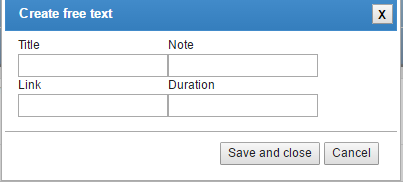 Create free text X
Title Note
Link Duration
Save and close Cancel